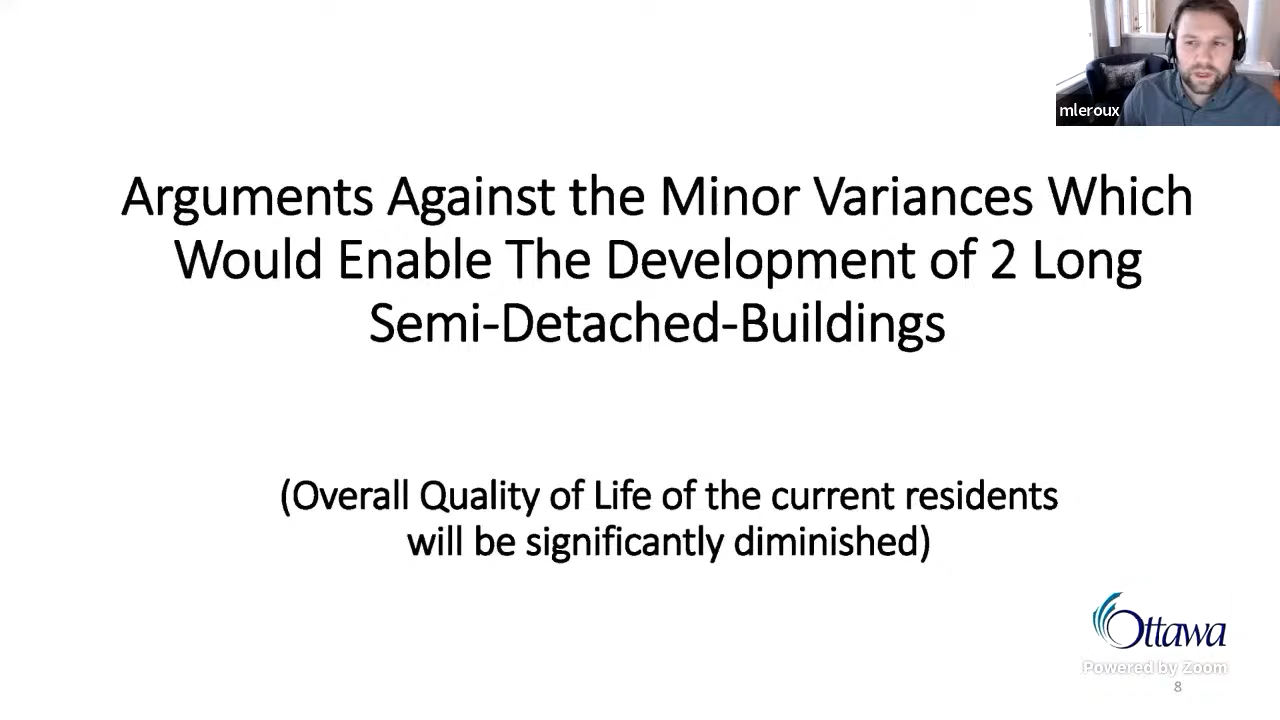 mleroux
Arguments Against the Minor Variances Which
Would Enable The Development of 2 Long
Semi-Detached-Buildings
(Overall Quality of Life of the current residents
will be significantly diminished)
Ottawa
Powered by Zoom
8